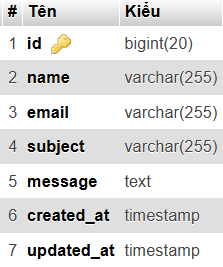 # Tên Kiểu
1 id bigint(20)
2 name varchar(255)
3 email varchar(255)
4 subject varchar(255)
5 message text
6 created_at timestamp
7 updated_at timestamp